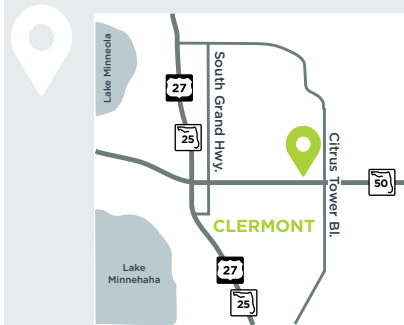 Lake Minneola
27
25
South Grand Hwy.
Citrus Tower Bl.
50
CLERMONT
Lake
Minnehaha
27
25